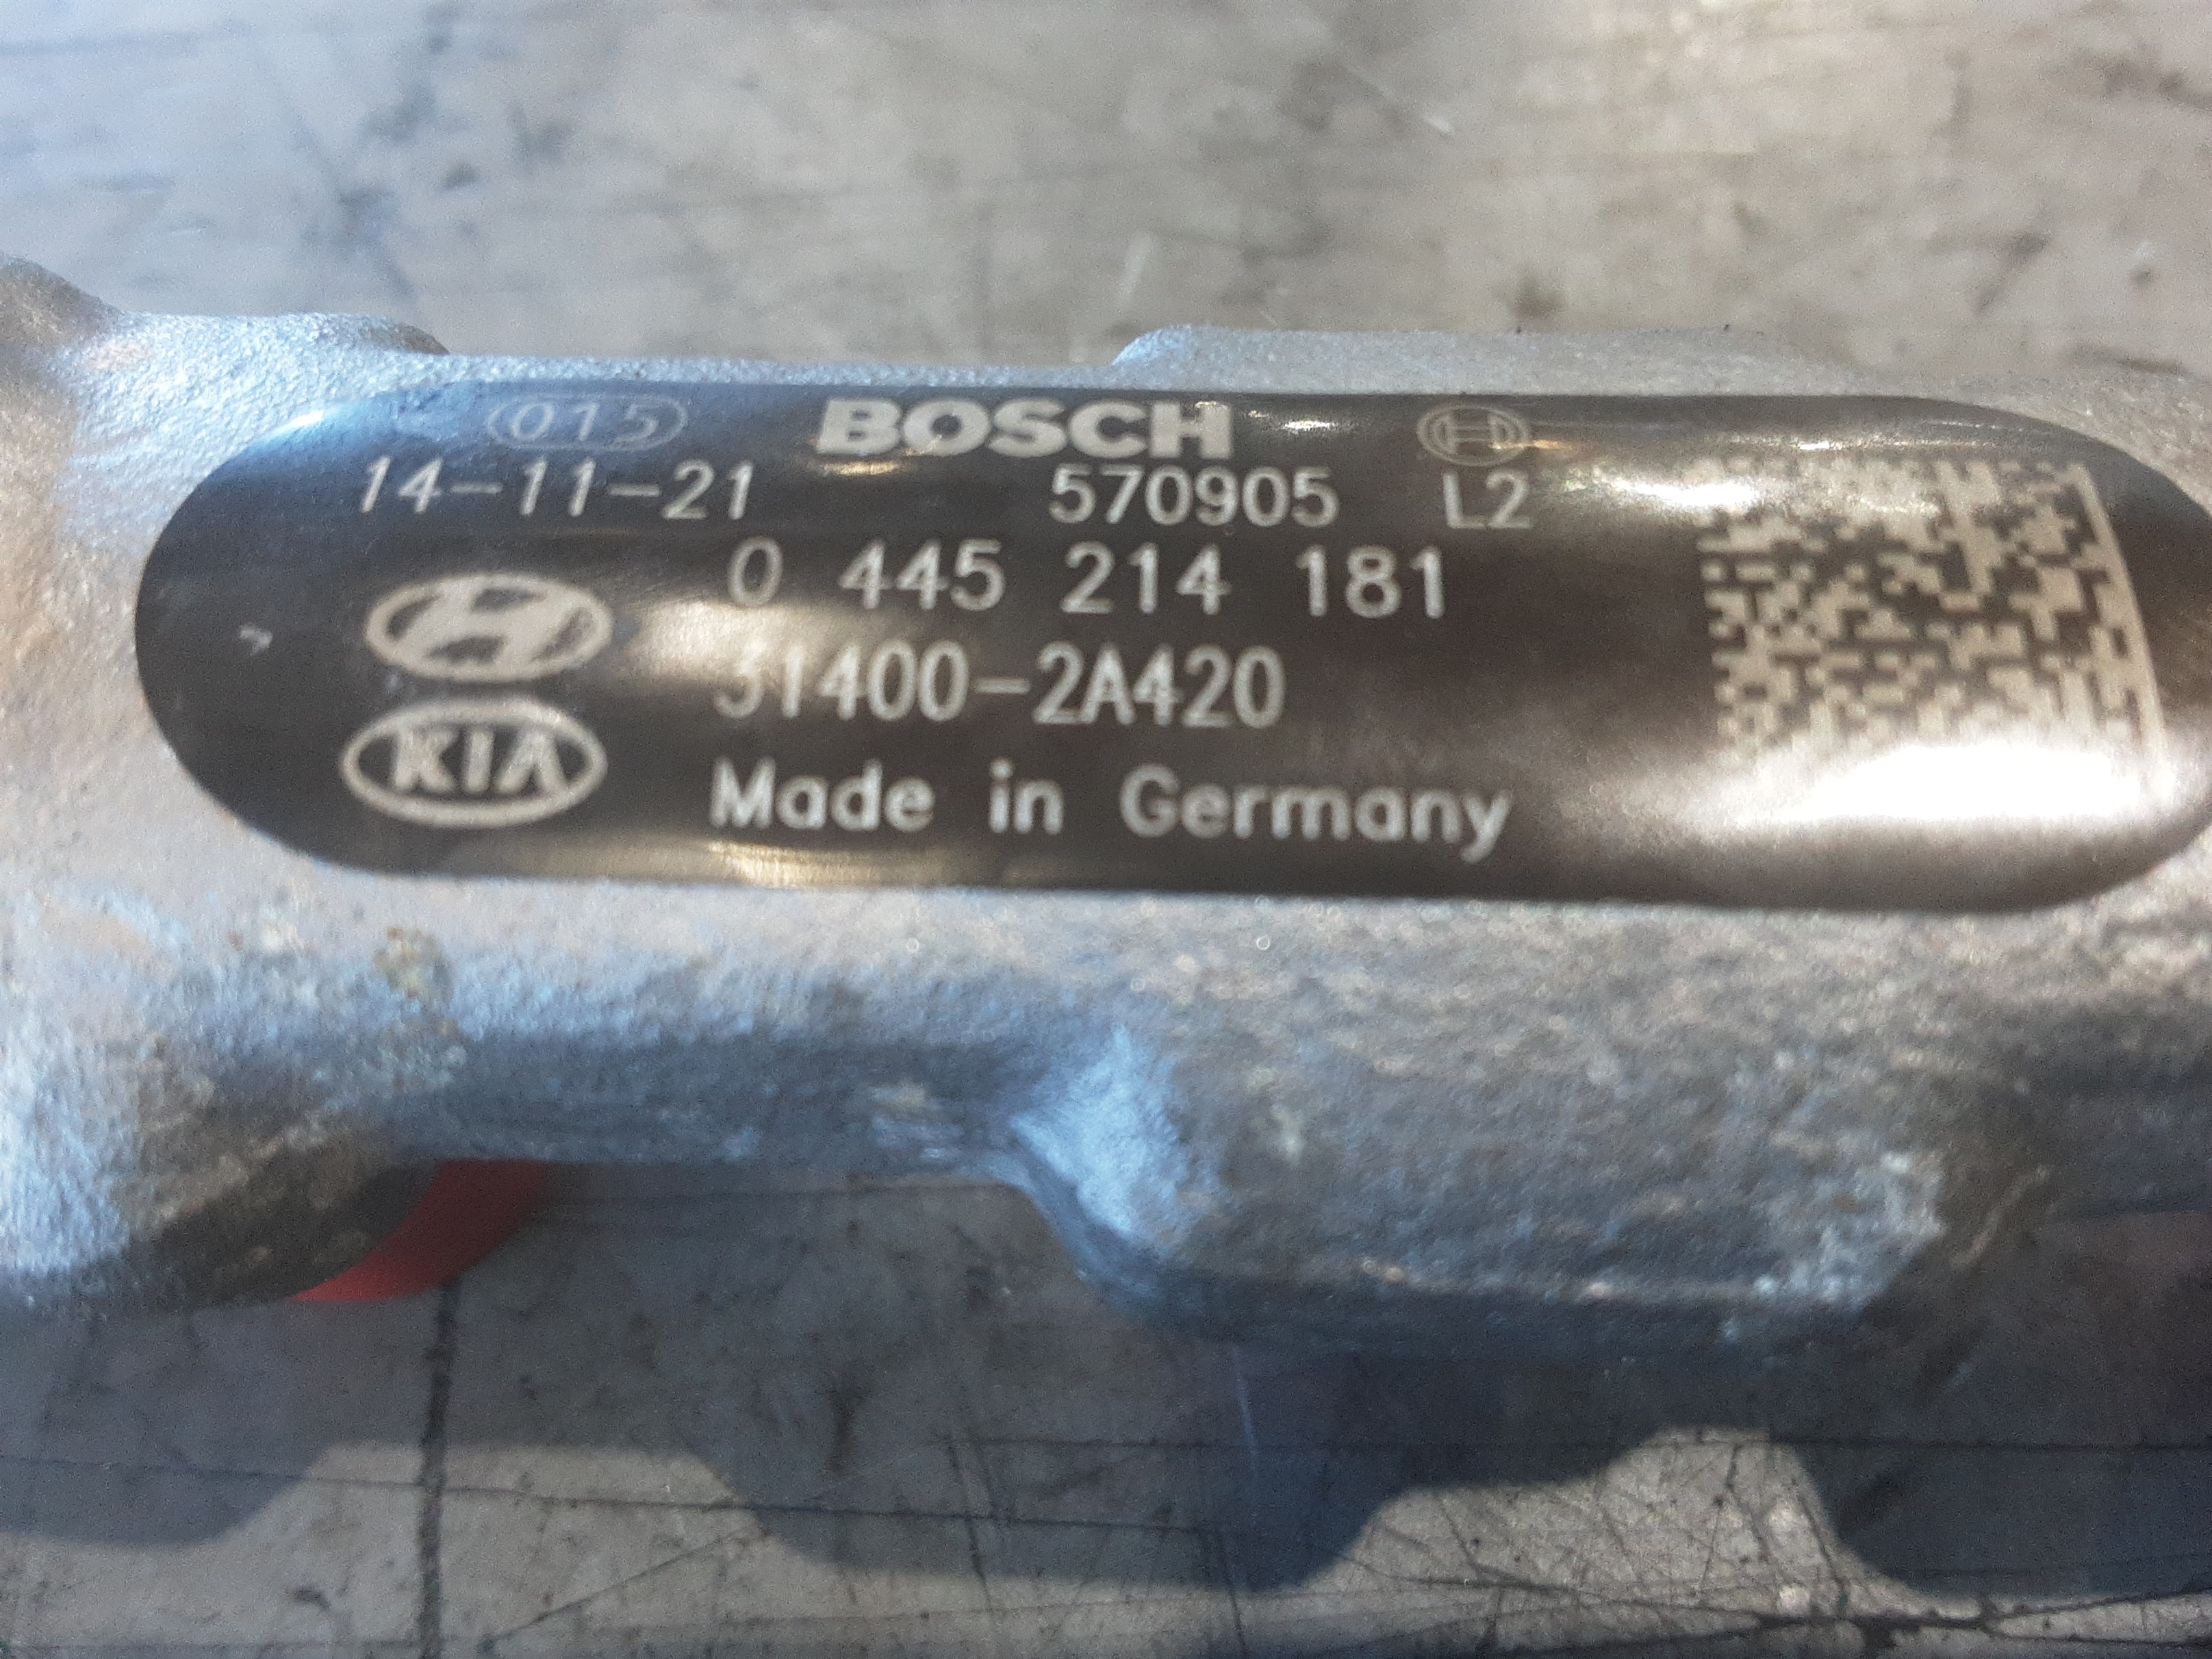 015 BOSCH
14-11-21 570905 L2
0 445 214 181
31400-2A420
KIA
Made in Germany